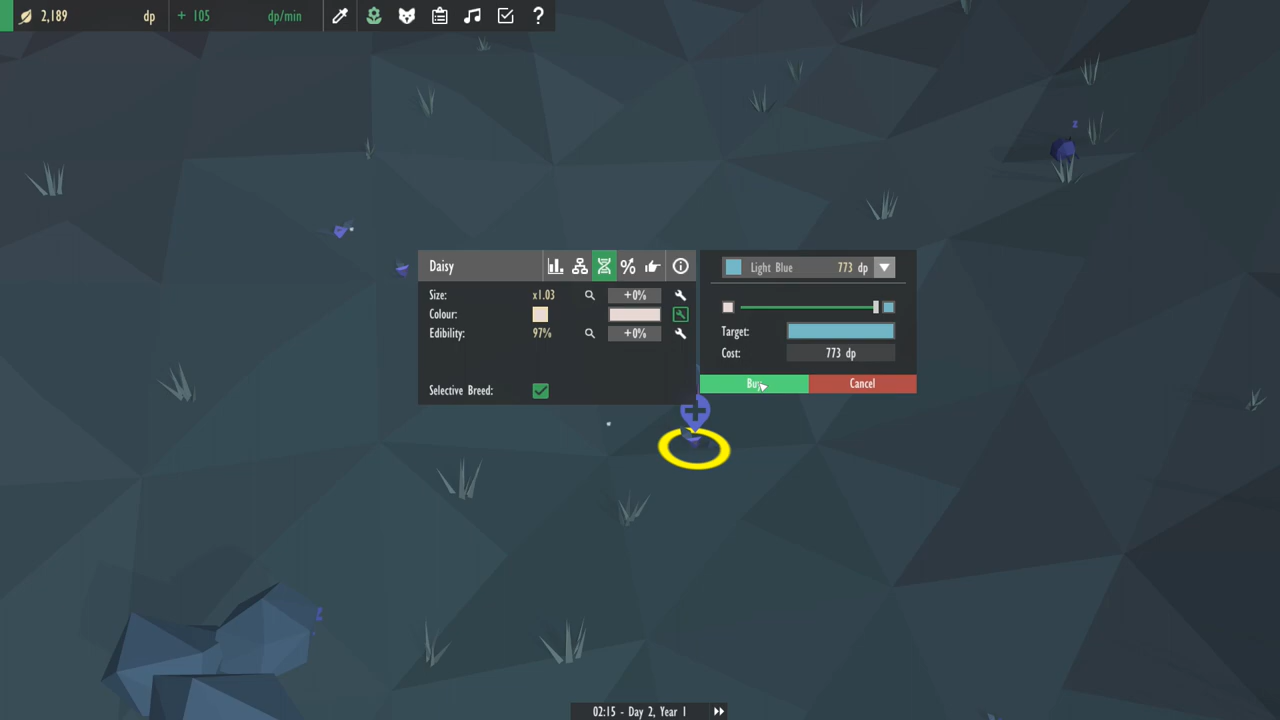 2,189 dp + 105 dp/min ?
Daisy %
Light Blue 773 dp
Size: x1.03 +0%
Colour:
Edibility: 97% +0%
Target:
Cost: 773 dp
Selective Breed:
Buy Cancel
z
02:15 - Day 2, Year 1